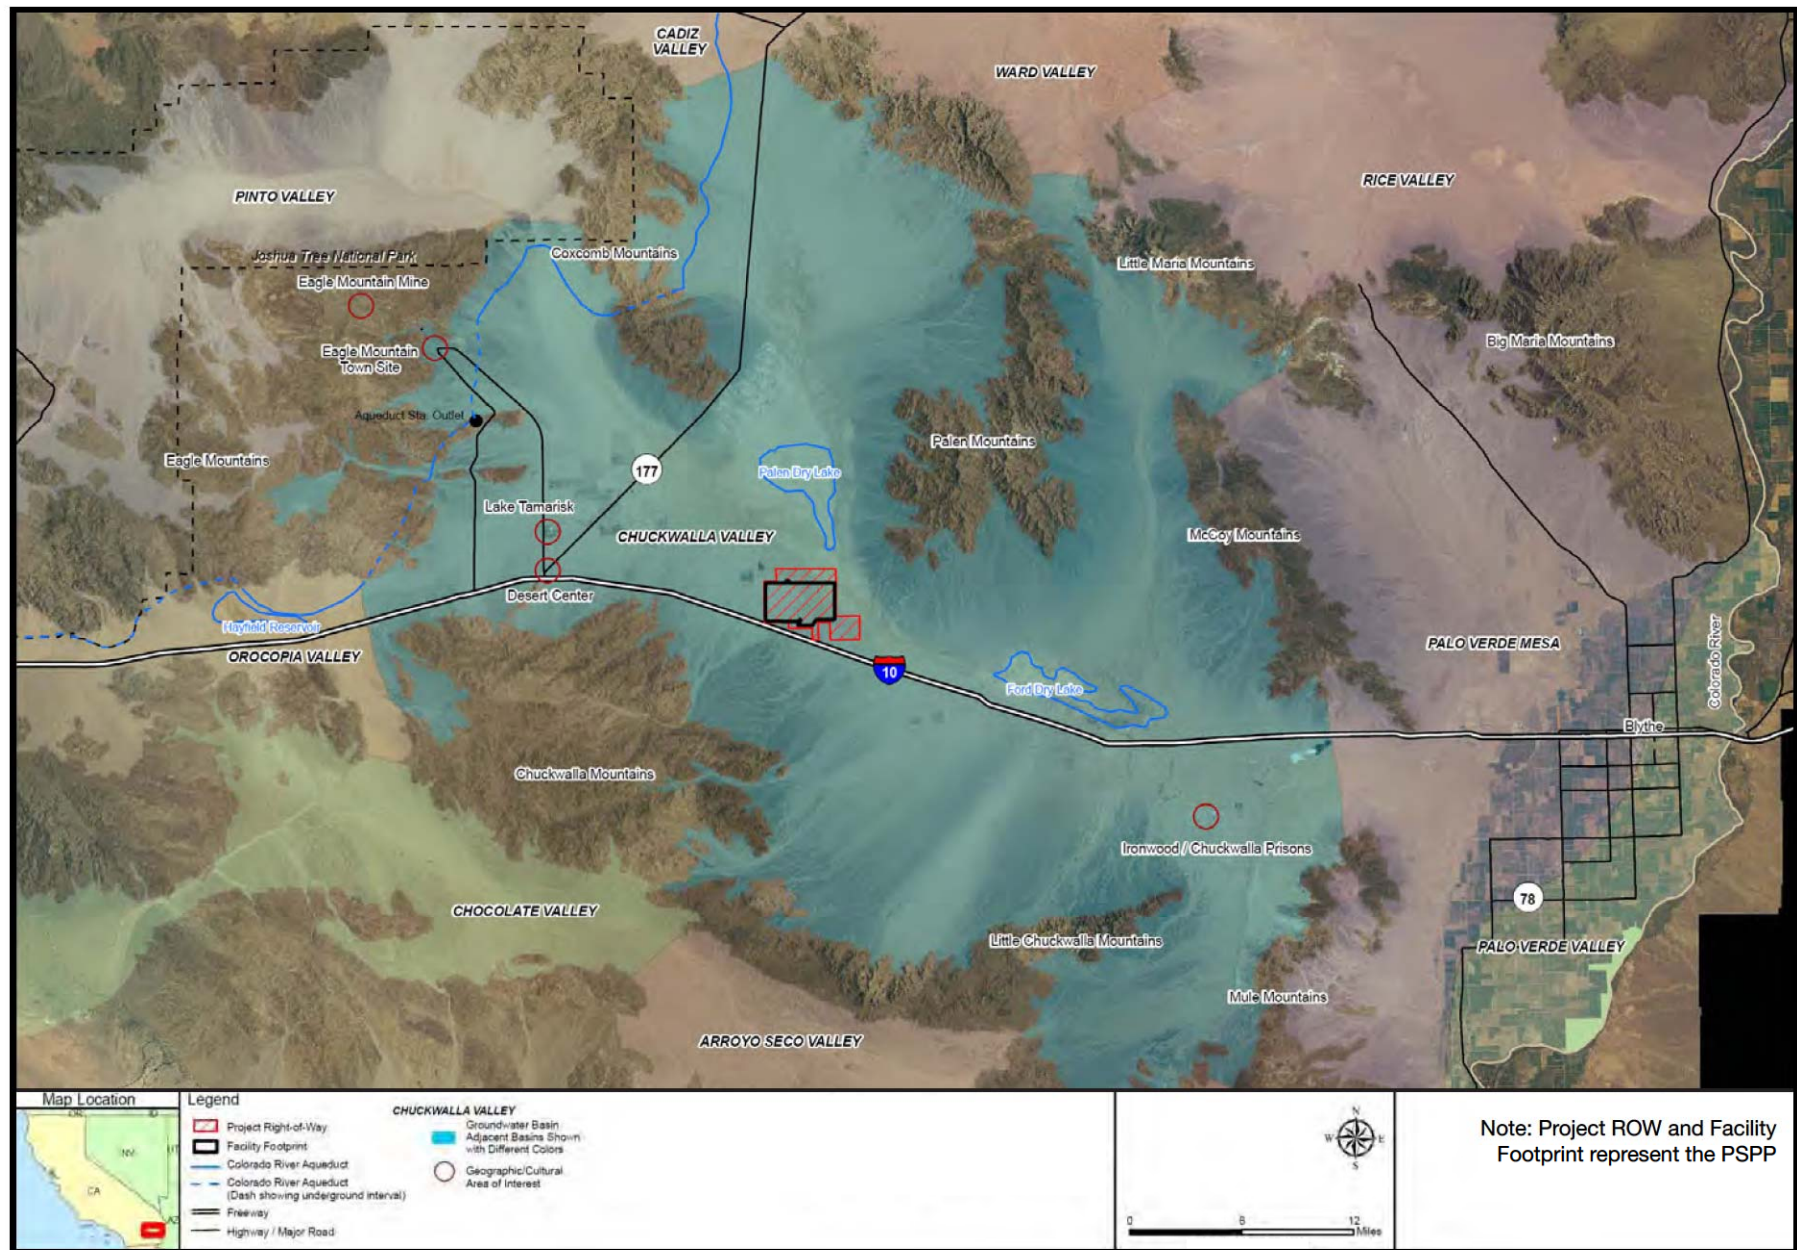 CADIZ
VALLEY
WARD VALLEY
RICE VALLEY
PINTO VALLEY
Joshua Tree National Park
Coxcomb Mountains
Little Maria Mountains
Eagle Mountain Mine
Eagle Mountain
Town Site
Big Maria Mountains
Aqueduct Sta. Outlet
Eagle Mountains
177
Palen Dry Lake
Palen Mountains
Lake Tamarisk
CHUCKWALLA VALLEY
McCoy Mountains
Desert Center
Hayfield Reservoir
OROCOPIA VALLEY
10
Ford Dry Lake
PALO VERDE MESA
Colorado River
Blythe
Chuckwalla Mountains
Ironwood / Chuckwalla Prisons
78
CHOCOLATE VALLEY
Little Chuckwalla Mountains
PALO VERDE VALLEY
Mule Mountains
ARROYO SECO VALLEY
Map Location
OR ID
NV
UT
CA
AZ
Legend
Project Right-of-Way
Facility Footprint
Colorado River Aqueduct
Colorado River Aqueduct
(Dash showing underground interval)
Freeway
Highway / Major Road
CHUCKWALLA VALLEY
Groundwater Basin
Adjacent Basins Shown
with Different Colors
Geographic/Cultural
Area of Interest
N
W E
S
0 6 12
Miles
Note: Project ROW and Facility
Footprint represent the PSPP